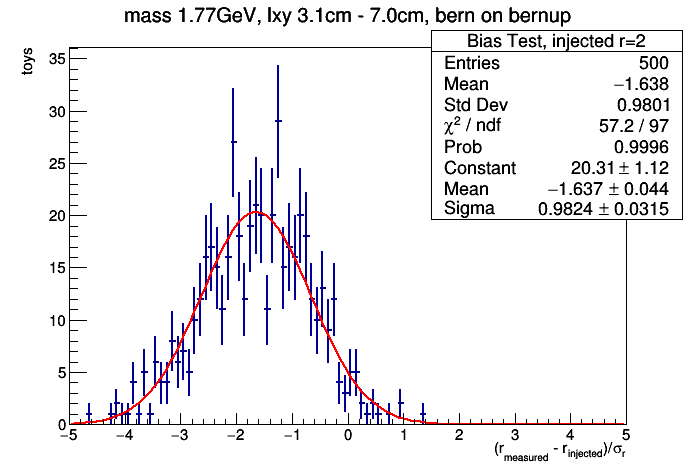 mass 1.77GeV, lxy 3.1cm - 7.0cm, bern on bernup
Bias Test, injected r=2
Entries 500
Mean −1.638
Std Dev 0.9801
χ² / ndf 57.2 / 97
Prob 0.9996
Constant 20.31 ± 1.12
Mean −1.637 ± 0.044
Sigma 0.9824 ± 0.0315
toys
35
30
25
20
15
10
5
0
−5 −4 −3 −2 −1 0 1 2 3 4 5
(r_measured - r_injected)/σ_r